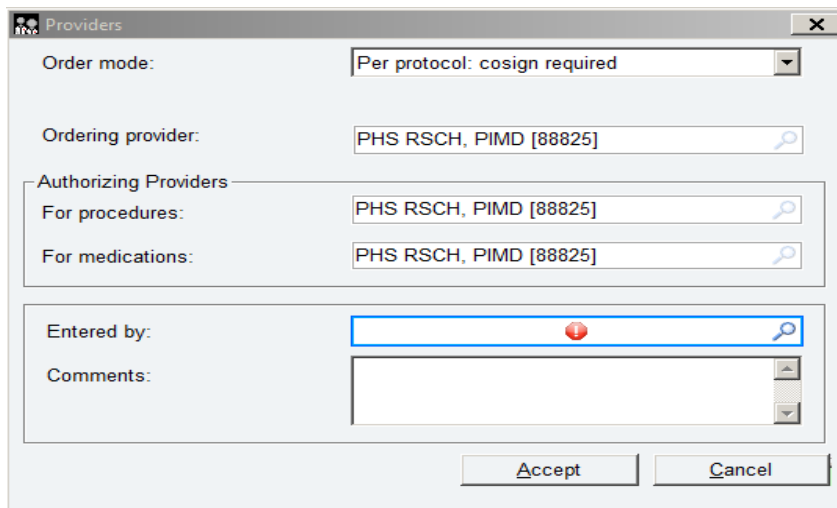 Providers
Order mode: Per protocol: cosign required
Ordering provider: PHS RSCH, PIMD [88825]
Authorizing Providers
For procedures: PHS RSCH, PIMD [88825]
For medications: PHS RSCH, PIMD [88825]
Entered by:
Comments:
Accept Cancel